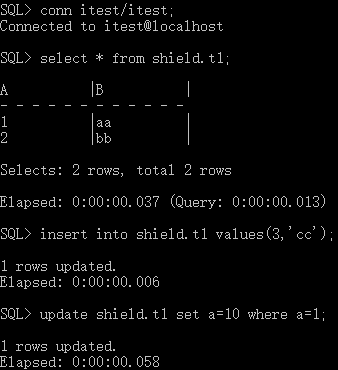 SQL> conn itest/itest;
Connected to itest@localhost
SQL> select * from shield.t1;
A |B |
- - - - - - - - - - - - -
1 |aa |
2 |bb |
Selects: 2 rows, total 2 rows
Elapsed: 0:00:00.037 (Query: 0:00:00.013)
SQL> insert into shield.t1 values(3,'cc');
1 rows updated.
Elapsed: 0:00:00.006
SQL> update shield.t1 set a=10 where a=1;
1 rows updated.
Elapsed: 0:00:00.058